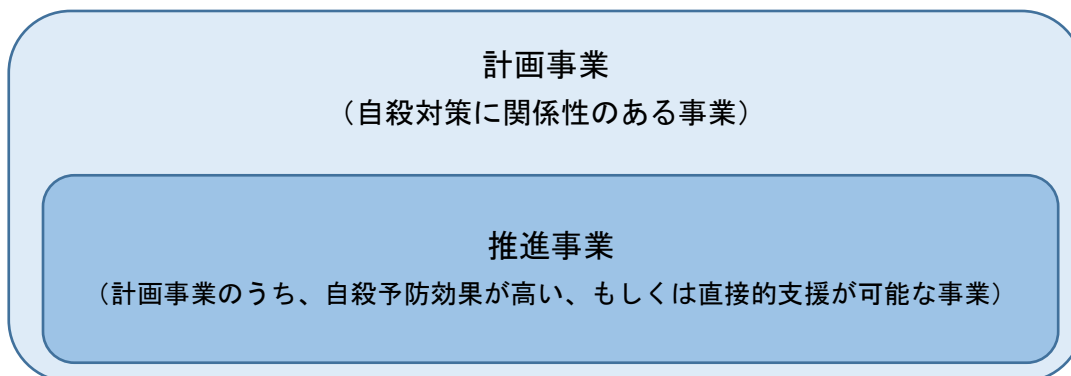 計画事業
（自殺対策に関係性のある事業）
推進事業
（計画事業のうち、自殺予防効果が高い、もしくは直接的支援が可能な事業）